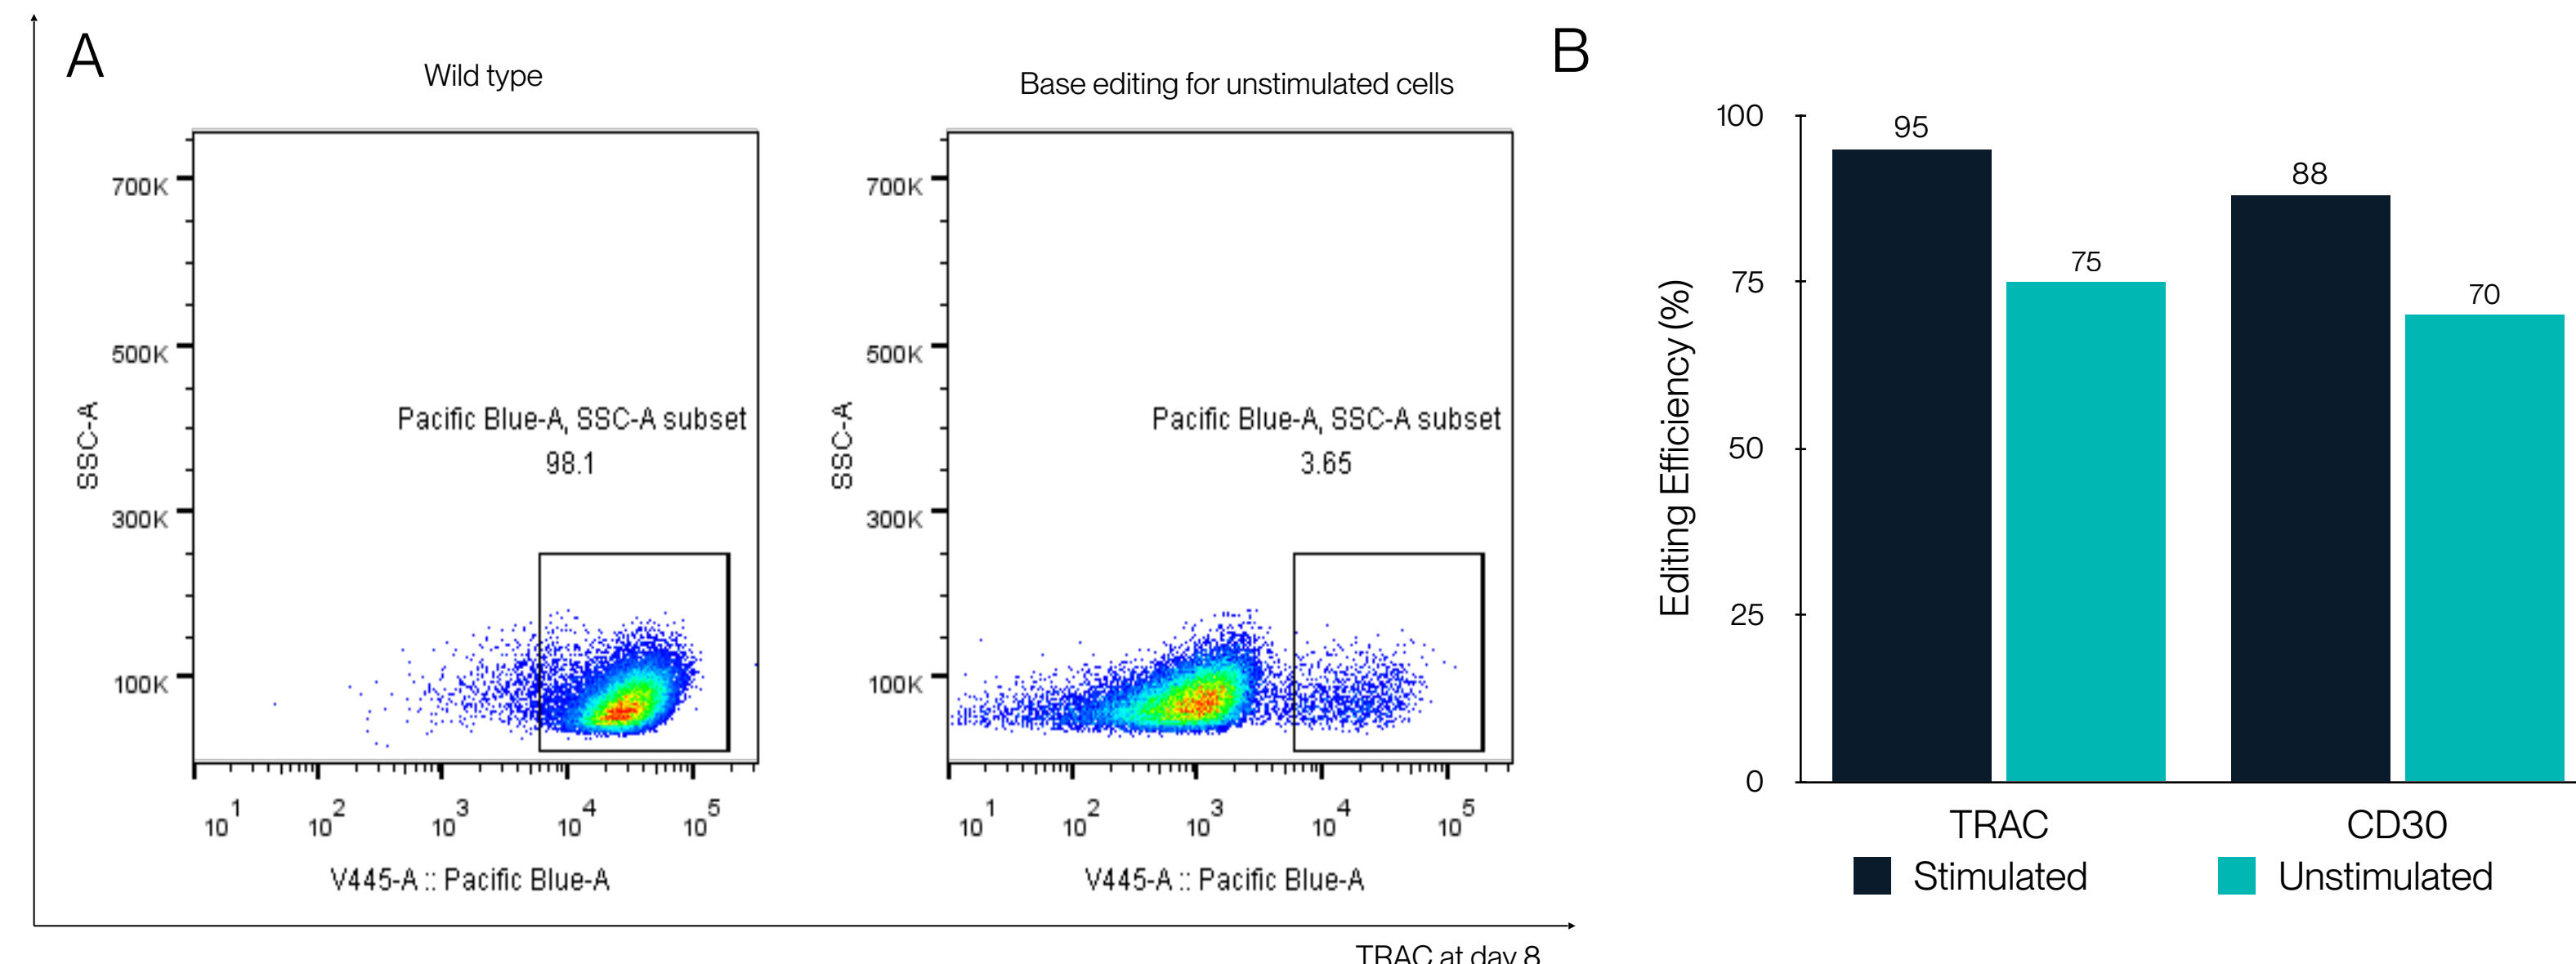 A
Wild type
700K
500K
300K
100K
SSC-A
Pacific Blue-A, SSC-A subset
98.1
10^1 10^2 10^3 10^4 10^5
V445-A :: Pacific Blue-A
Base editing for unstimulated cells
700K
500K
300K
100K
SSC-A
Pacific Blue-A, SSC-A subset
3.65
10^1 10^2 10^3 10^4 10^5
V445-A :: Pacific Blue-A
TRAC at day 8
B
Editing Efficiency (%)
100
75
50
25
0
95
75
88
70
TRAC CD30
Stimulated Unstimulated